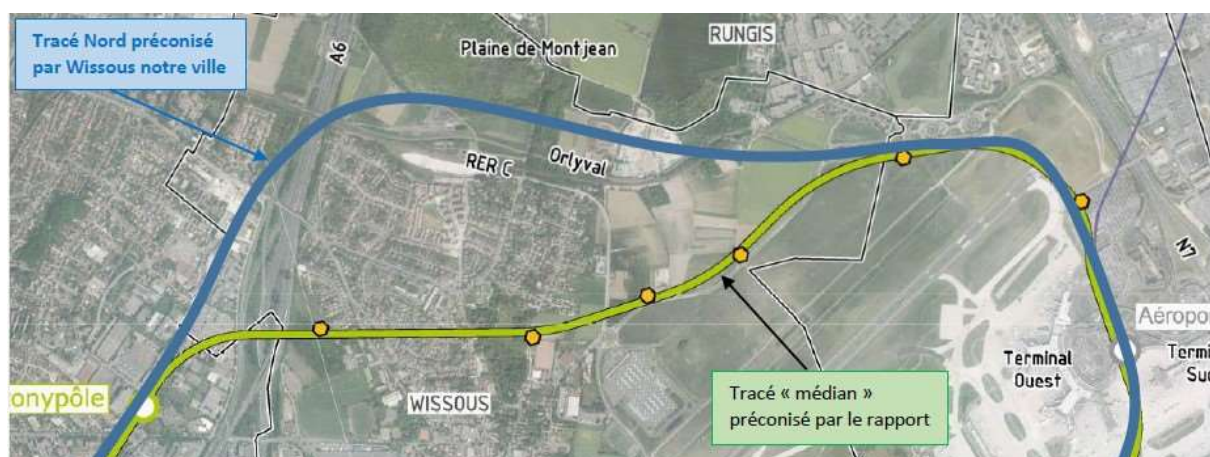 Tracé Nord préconisé
par Wissous notre ville
A6
Plaine de Montjean
RUNGIS
RER C
Orlyval
N7
Aéropo
Terminal
Ouest
Termi
Sud
Tracé « médian »
préconisé par le rapport
WISSOUS
onypôle